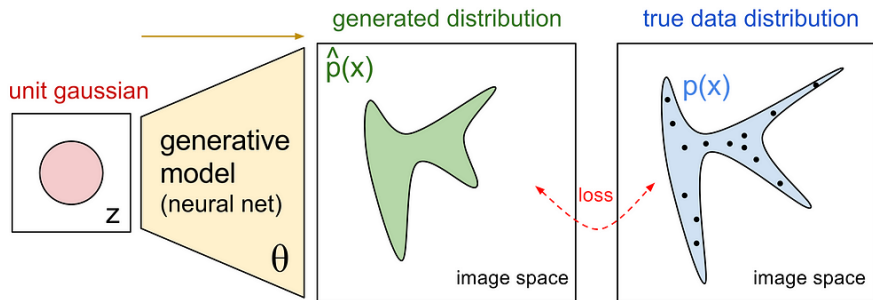 unit gaussian
z
generative
model
(neural net)
θ
generated distribution
p̂(x)
image space
loss
true data distribution
p(x)
image space